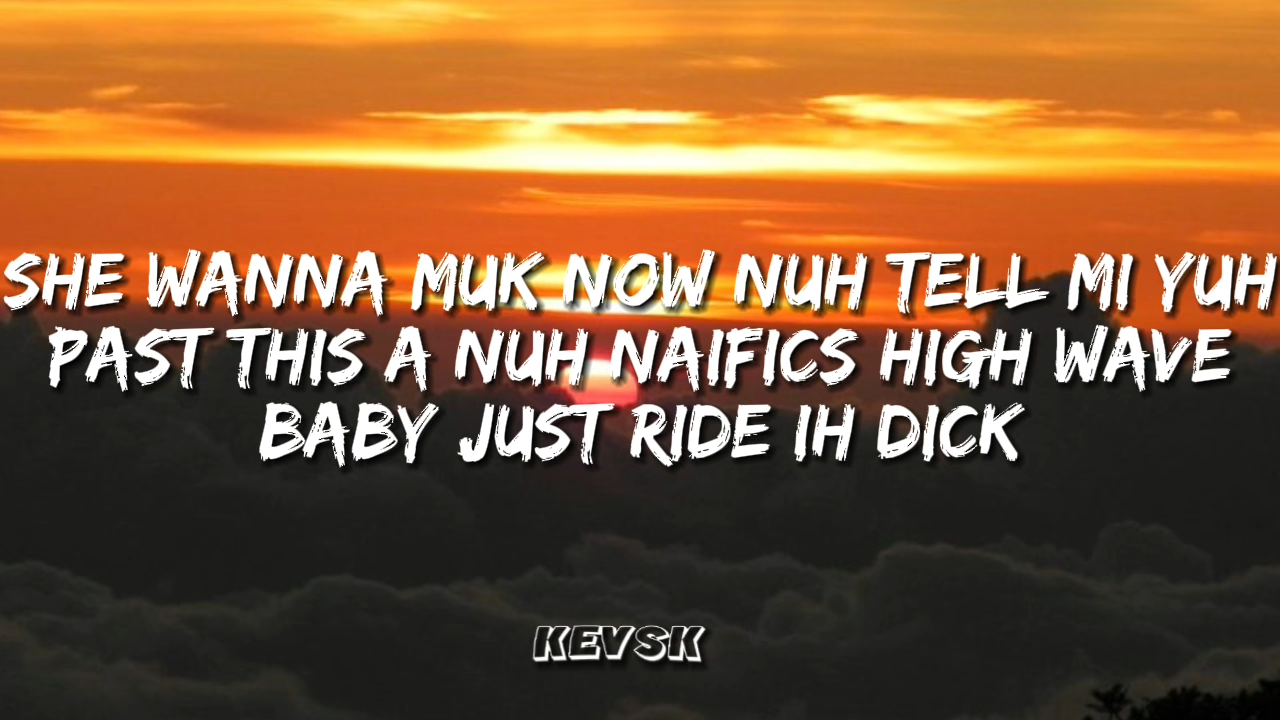 SHE WANNA MUK NOW NUH TELL MI YUH
PAST THIS A NUH NAIFICS HIGH WAVE
BABY JUST RIDE IH DICK
KEVSK